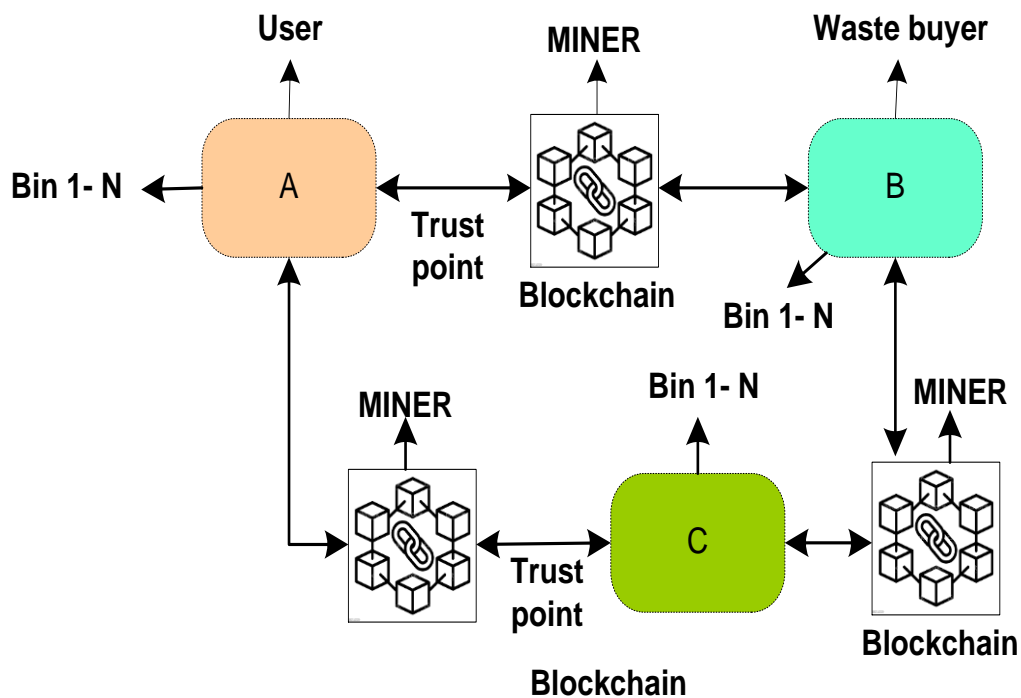 User
MINER
Waste buyer
Bin 1- N
A
B
Trust
point
Blockchain
Bin 1- N
MINER
Bin 1- N
MINER
C
Trust
point
Blockchain
Blockchain